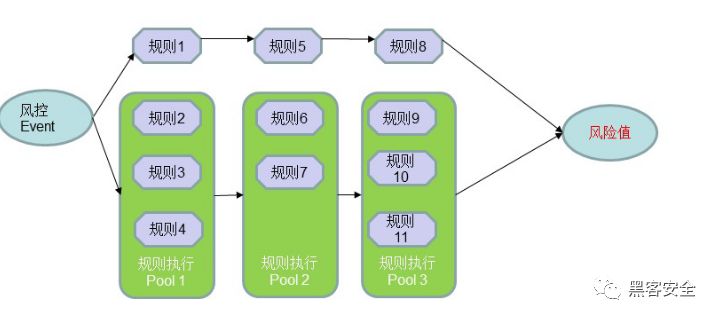 规则1
规则5
规则8
风控
Event
规则2
规则3
规则4
规则执行
Pool 1
规则6
规则7
规则执行
Pool 2
规则9
规则
10
规则
11
规则执行
Pool 3
风险值
黑客安全